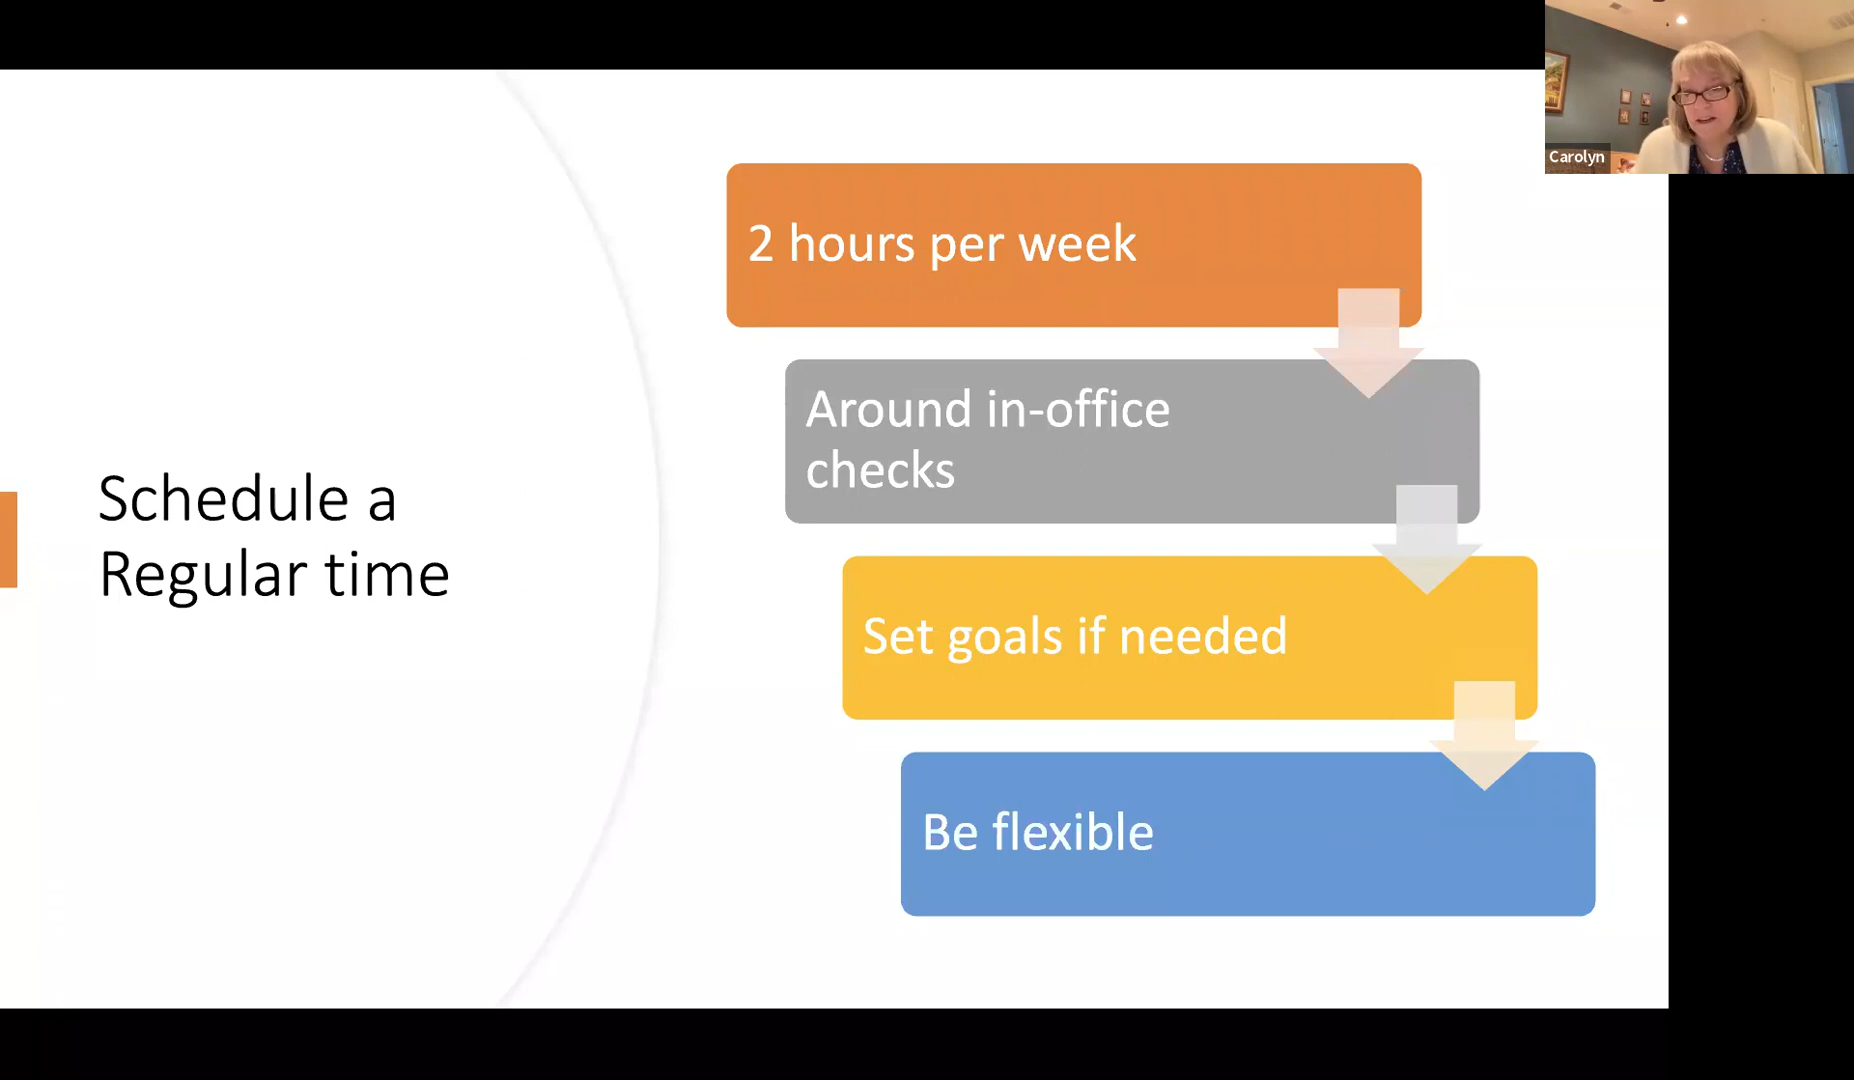 Carolyn
Schedule a
Regular time
2 hours per week
Around in-office
checks
Set goals if needed
Be flexible